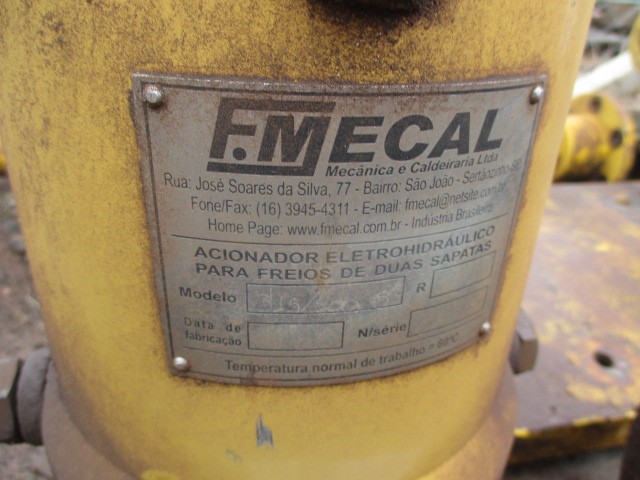 F.MECAL
Mecânica e Caldeiraria Ltda
Rua: José Soares da Silva, 77 - Bairro: São João - Sertãozinho-SP
Fone/Fax: (16) 3945-4311 - E-mail: fmecal@netsite.com.br
Home Page: www.fmecal.com.br - Indústria Brasileira
ACIONADOR ELETROHIDRÁULICO
PARA FREIOS DE DUAS SAPATAS
Modelo R
Data de fabricação N/série
Temperatura normal de trabalho = 60ºC